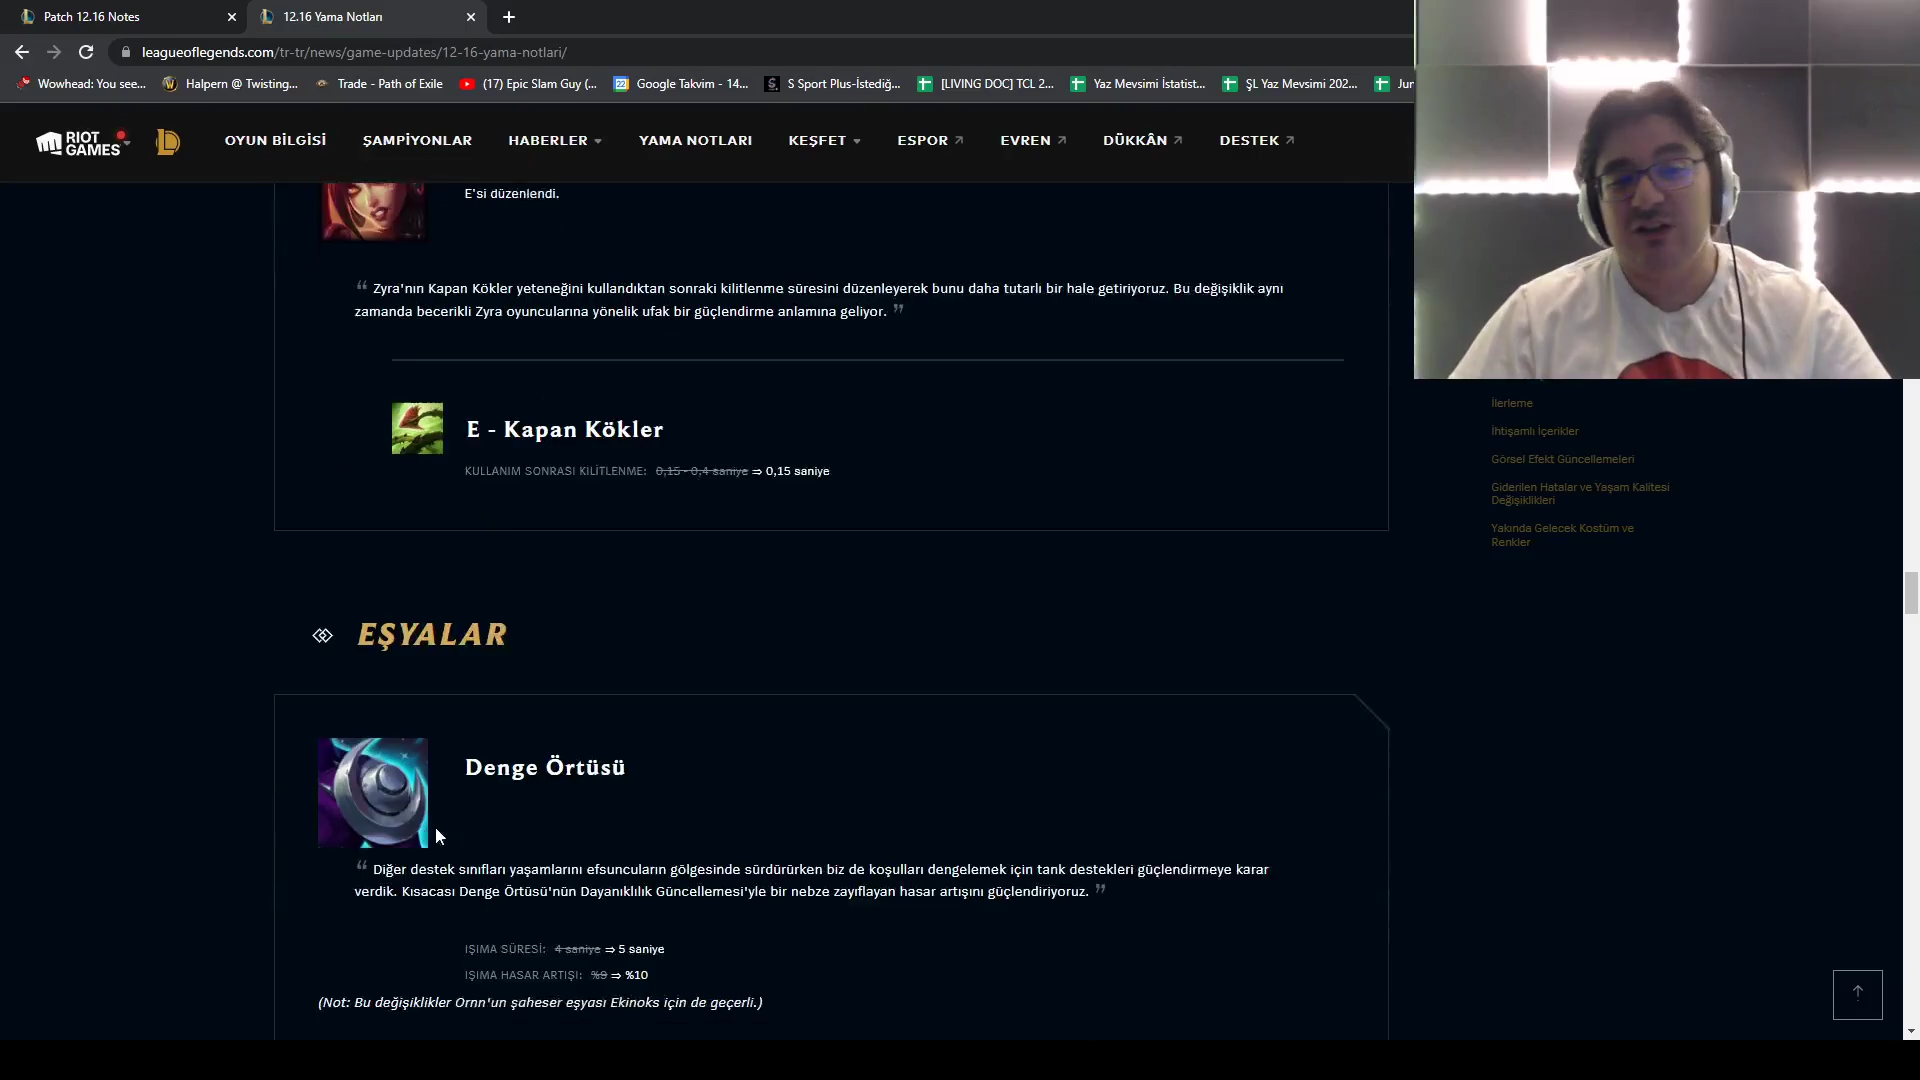 Patch 12.16 Notes
12.16 Yama Notları
leagueoflegends.com/tr-tr/news/game-updates/12-16-yama-notlari/
Wowhead: You see...
Halpern @ Twisting...
Trade - Path of Exile
(17) Epic Slam Guy (...
Google Takvim - 14...
S Sport Plus-İstediğ...
[LIVING DOC] TCL 2...
Yaz Mevsimi İstatist...
ŞL Yaz Mevsimi 202...
Jun
RIOT GAMES
OYUN BİLGİSİ
ŞAMPİYONLAR
HABERLER
YAMA NOTLARI
KEŞFET
ESPOR
EVREN
DÜKKÂN
DESTEK
E'si düzenlendi.
“ Zyra'nın Kapan Kökler yeteneğini kullandıktan sonraki kilitlenme süresini düzenleyerek bunu daha tutarlı bir hale getiriyoruz. Bu değişiklik aynı
zamanda becerikli Zyra oyuncularına yönelik ufak bir güçlendirme anlamına geliyor. ”
E - Kapan Kökler
KULLANIM SONRASI KİLİTLENME: 0,15 - 0,4 saniye ⇒ 0,15 saniye
EŞYALAR
Denge Örtüsü
“ Diğer destek sınıfları yaşamlarını efsuncuların gölgesinde sürdürürken biz de koşulları dengelemek için tank destekleri güçlendirmeye karar
verdik. Kısacası Denge Örtüsü'nün Dayanıklılık Güncellemesi'yle bir nebze zayıflayan hasar artışını güçlendiriyoruz. ”
IŞIMA SÜRESİ: 4 saniye ⇒ 5 saniye
IŞIMA HASAR ARTIŞI: %9 ⇒ %10
(Not: Bu değişiklikler Ornn'un şaheser eşyası Ekinoks için de geçerli.)
İlerleme
İhtişamlı İçerikler
Görsel Efekt Güncellemeleri
Giderilen Hatalar ve Yaşam Kalitesi
Değişiklikleri
Yakında Gelecek Kostüm ve
Renkler